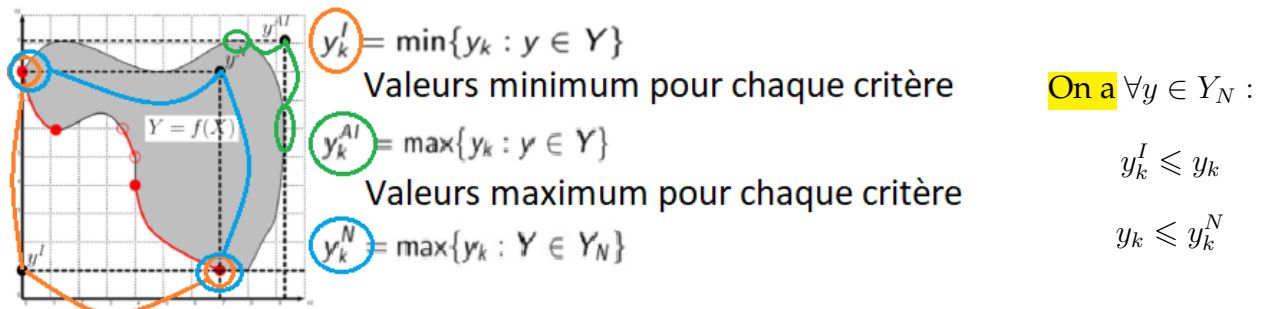 y^{AI}
y^N
Y = f(X)
y^I
y_k^I = min{y_k : y ∈ Y}
Valeurs minimum pour chaque critère
y_k^{AI} = max{y_k : y ∈ Y}
Valeurs maximum pour chaque critère
y_k^N = max{y_k : Y ∈ Y_N}
On a ∀y ∈ Y_N :
y_k^I ⩽ y_k
y_k ⩽ y_k^N